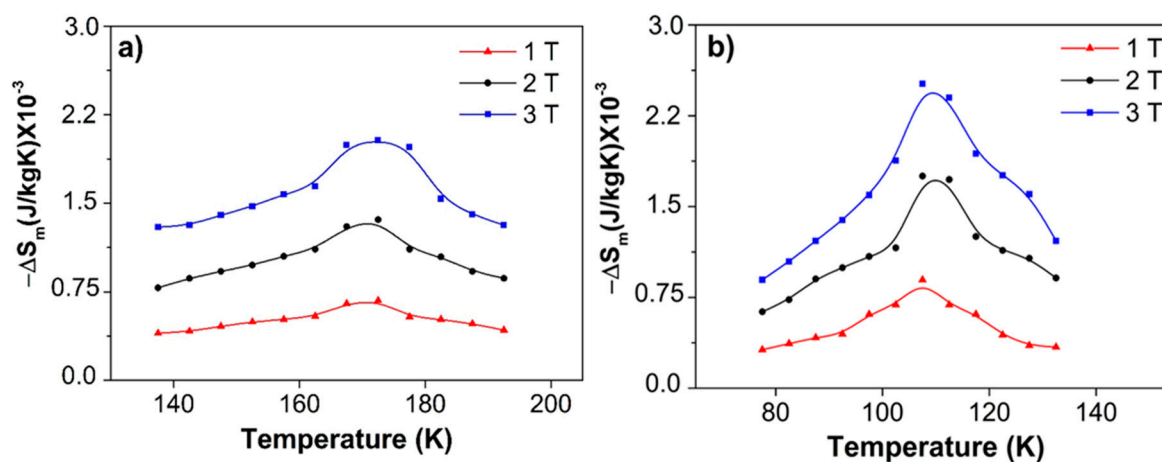 a)
1 T
2 T
3 T
3.0
2.2
1.5
0.75
0.0
−ΔSₘ(J/kgK)X10⁻³
140
160
180
200
Temperature (K)
b)
1 T
2 T
3 T
3.0
2.2
1.5
0.75
0.0
−ΔSₘ(J/kgK)X10⁻³
80
100
120
140
Temperature (K)